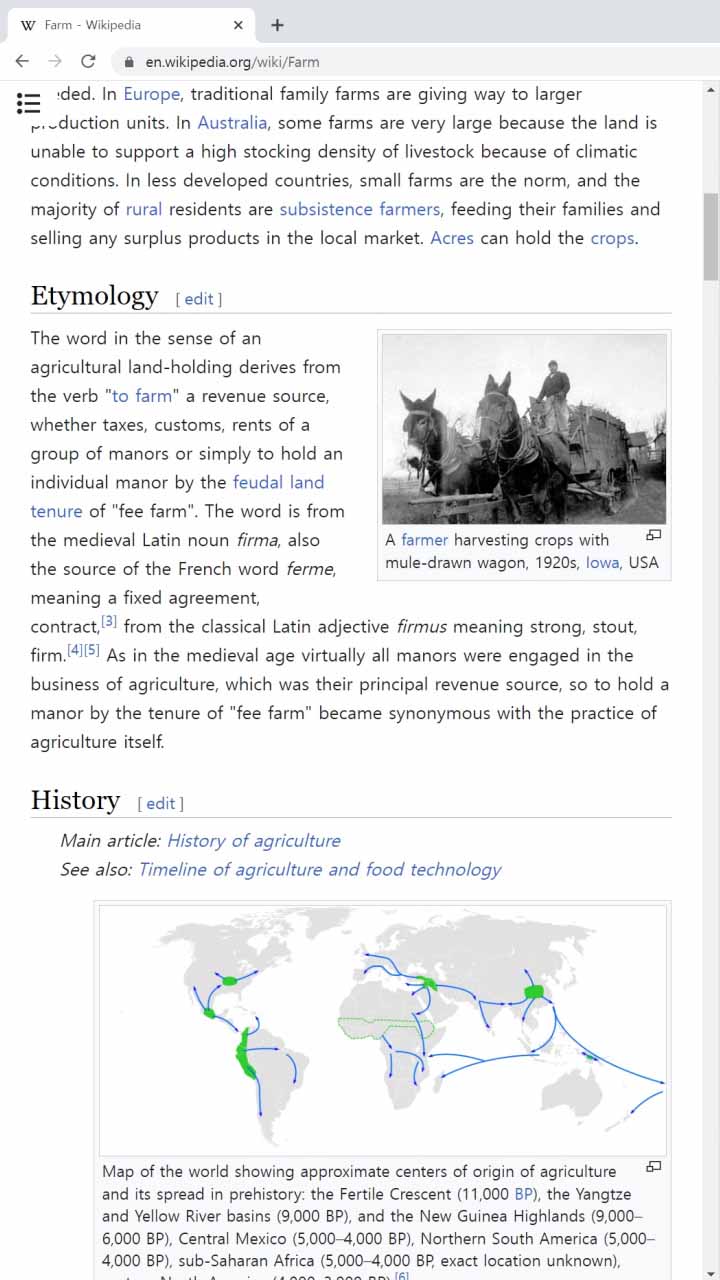 Farm - Wikipedia
en.wikipedia.org/wiki/Farm
In Europe, traditional family farms are giving way to larger
production units. In Australia, some farms are very large because the land is
unable to support a high stocking density of livestock because of climatic
conditions. In less developed countries, small farms are the norm, and the
majority of rural residents are subsistence farmers, feeding their families and
selling any surplus products in the local market. Acres can hold the crops.
Etymology [ edit ]
The word in the sense of an
agricultural land-holding derives from
the verb "to farm" a revenue source,
whether taxes, customs, rents of a
group of manors or simply to hold an
individual manor by the feudal land
tenure of "fee farm". The word is from
the medieval Latin noun firma, also
the source of the French word ferme,
meaning a fixed agreement,
contract,[3] from the classical Latin adjective firmus meaning strong, stout,
firm.[4][5] As in the medieval age virtually all manors were engaged in the
business of agriculture, which was their principal revenue source, so to hold a
manor by the tenure of "fee farm" became synonymous with the practice of
agriculture itself.
A farmer harvesting crops with
mule-drawn wagon, 1920s, Iowa, USA
History [ edit ]
Main article: History of agriculture
See also: Timeline of agriculture and food technology
Map of the world showing approximate centers of origin of agriculture
and its spread in prehistory: the Fertile Crescent (11,000 BP), the Yangtze
and Yellow River basins (9,000 BP), and the New Guinea Highlands (9,000–
6,000 BP), Central Mexico (5,000–4,000 BP), Northern South America (5,000–
4,000 BP), sub-Saharan Africa (5,000–4,000 BP, exact location unknown),